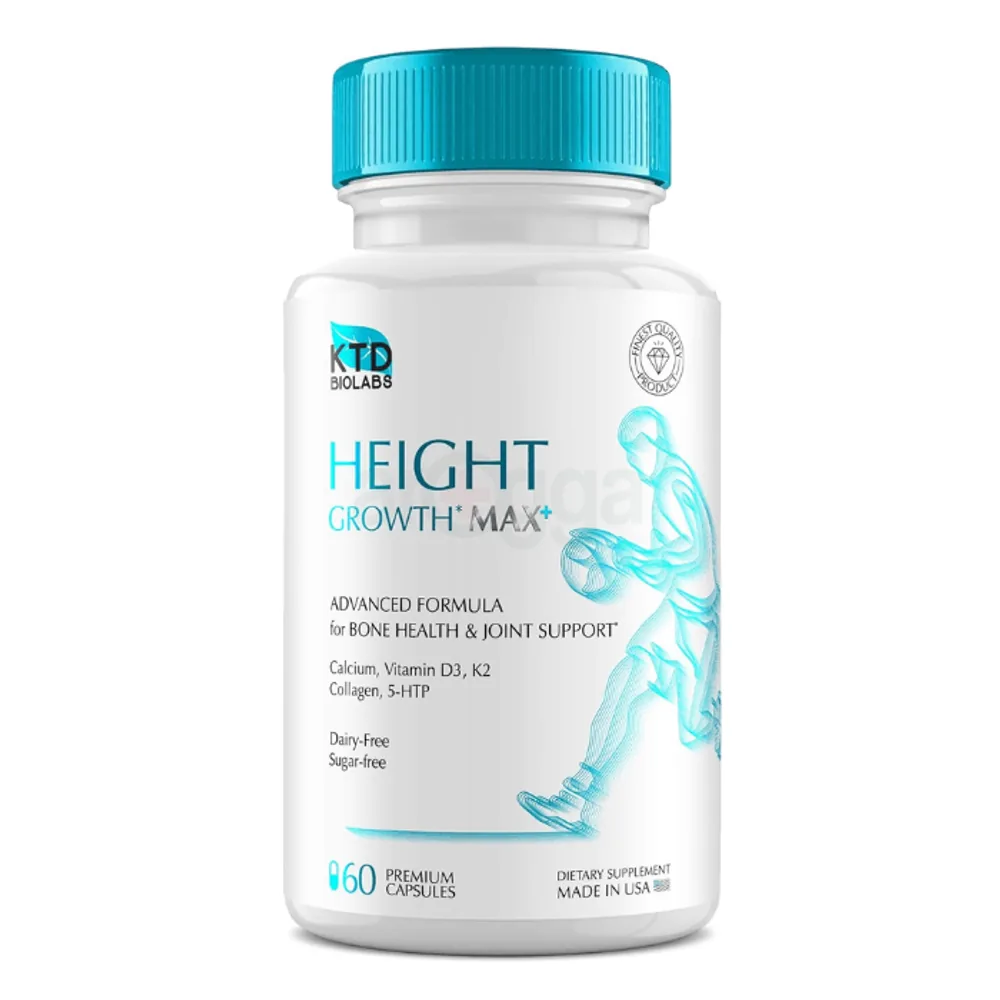 KTD
BIOLABS
FINEST QUALITY
PRODUCT
HEIGHT
GROWTH* MAX+
ADVANCED FORMULA
for BONE HEALTH & JOINT SUPPORT*
Calcium, Vitamin D3, K2
Collagen, 5-HTP
Dairy-Free
Sugar-free
60 PREMIUM
CAPSULES
DIETARY SUPPLEMENT
MADE IN USA